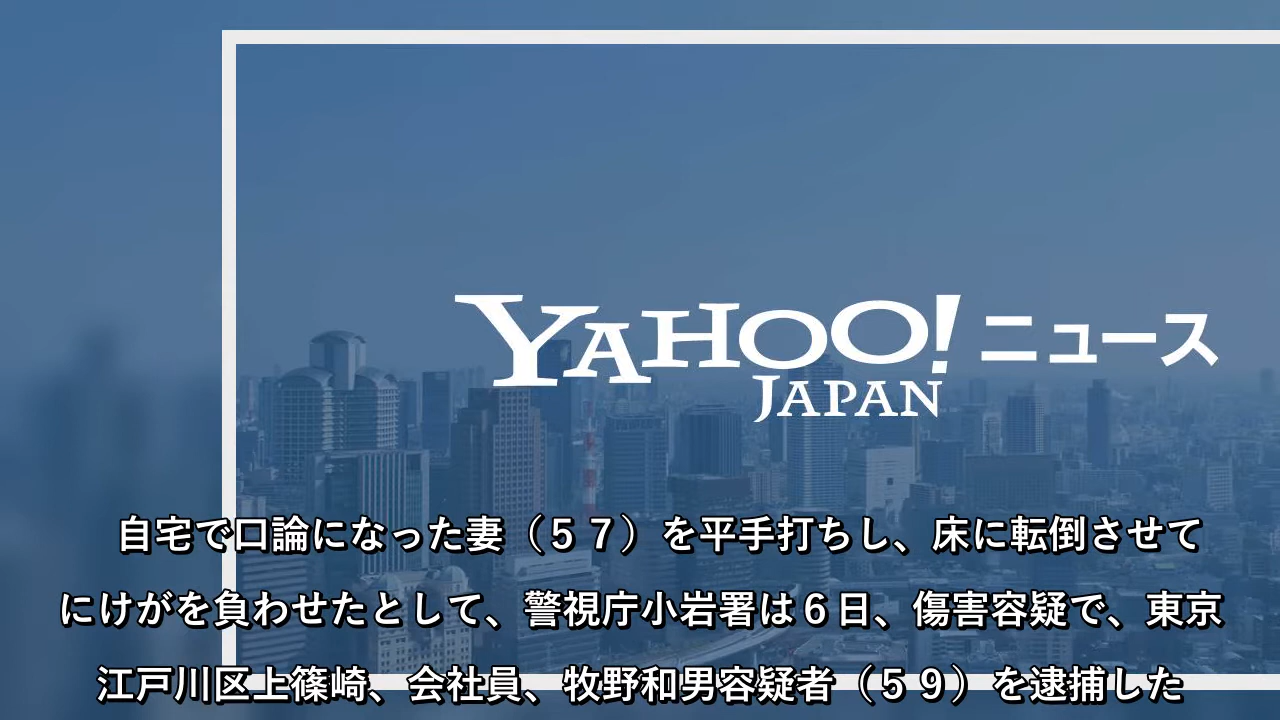 YAHOO! ニュース
JAPAN
自宅で口論になった妻（５７）を平手打ちし、床に転倒させて
にけがを負わせたとして、警視庁小岩署は６日、傷害容疑で、東京
江戸川区上篠崎、会社員、牧野和男容疑者（５９）を逮捕した